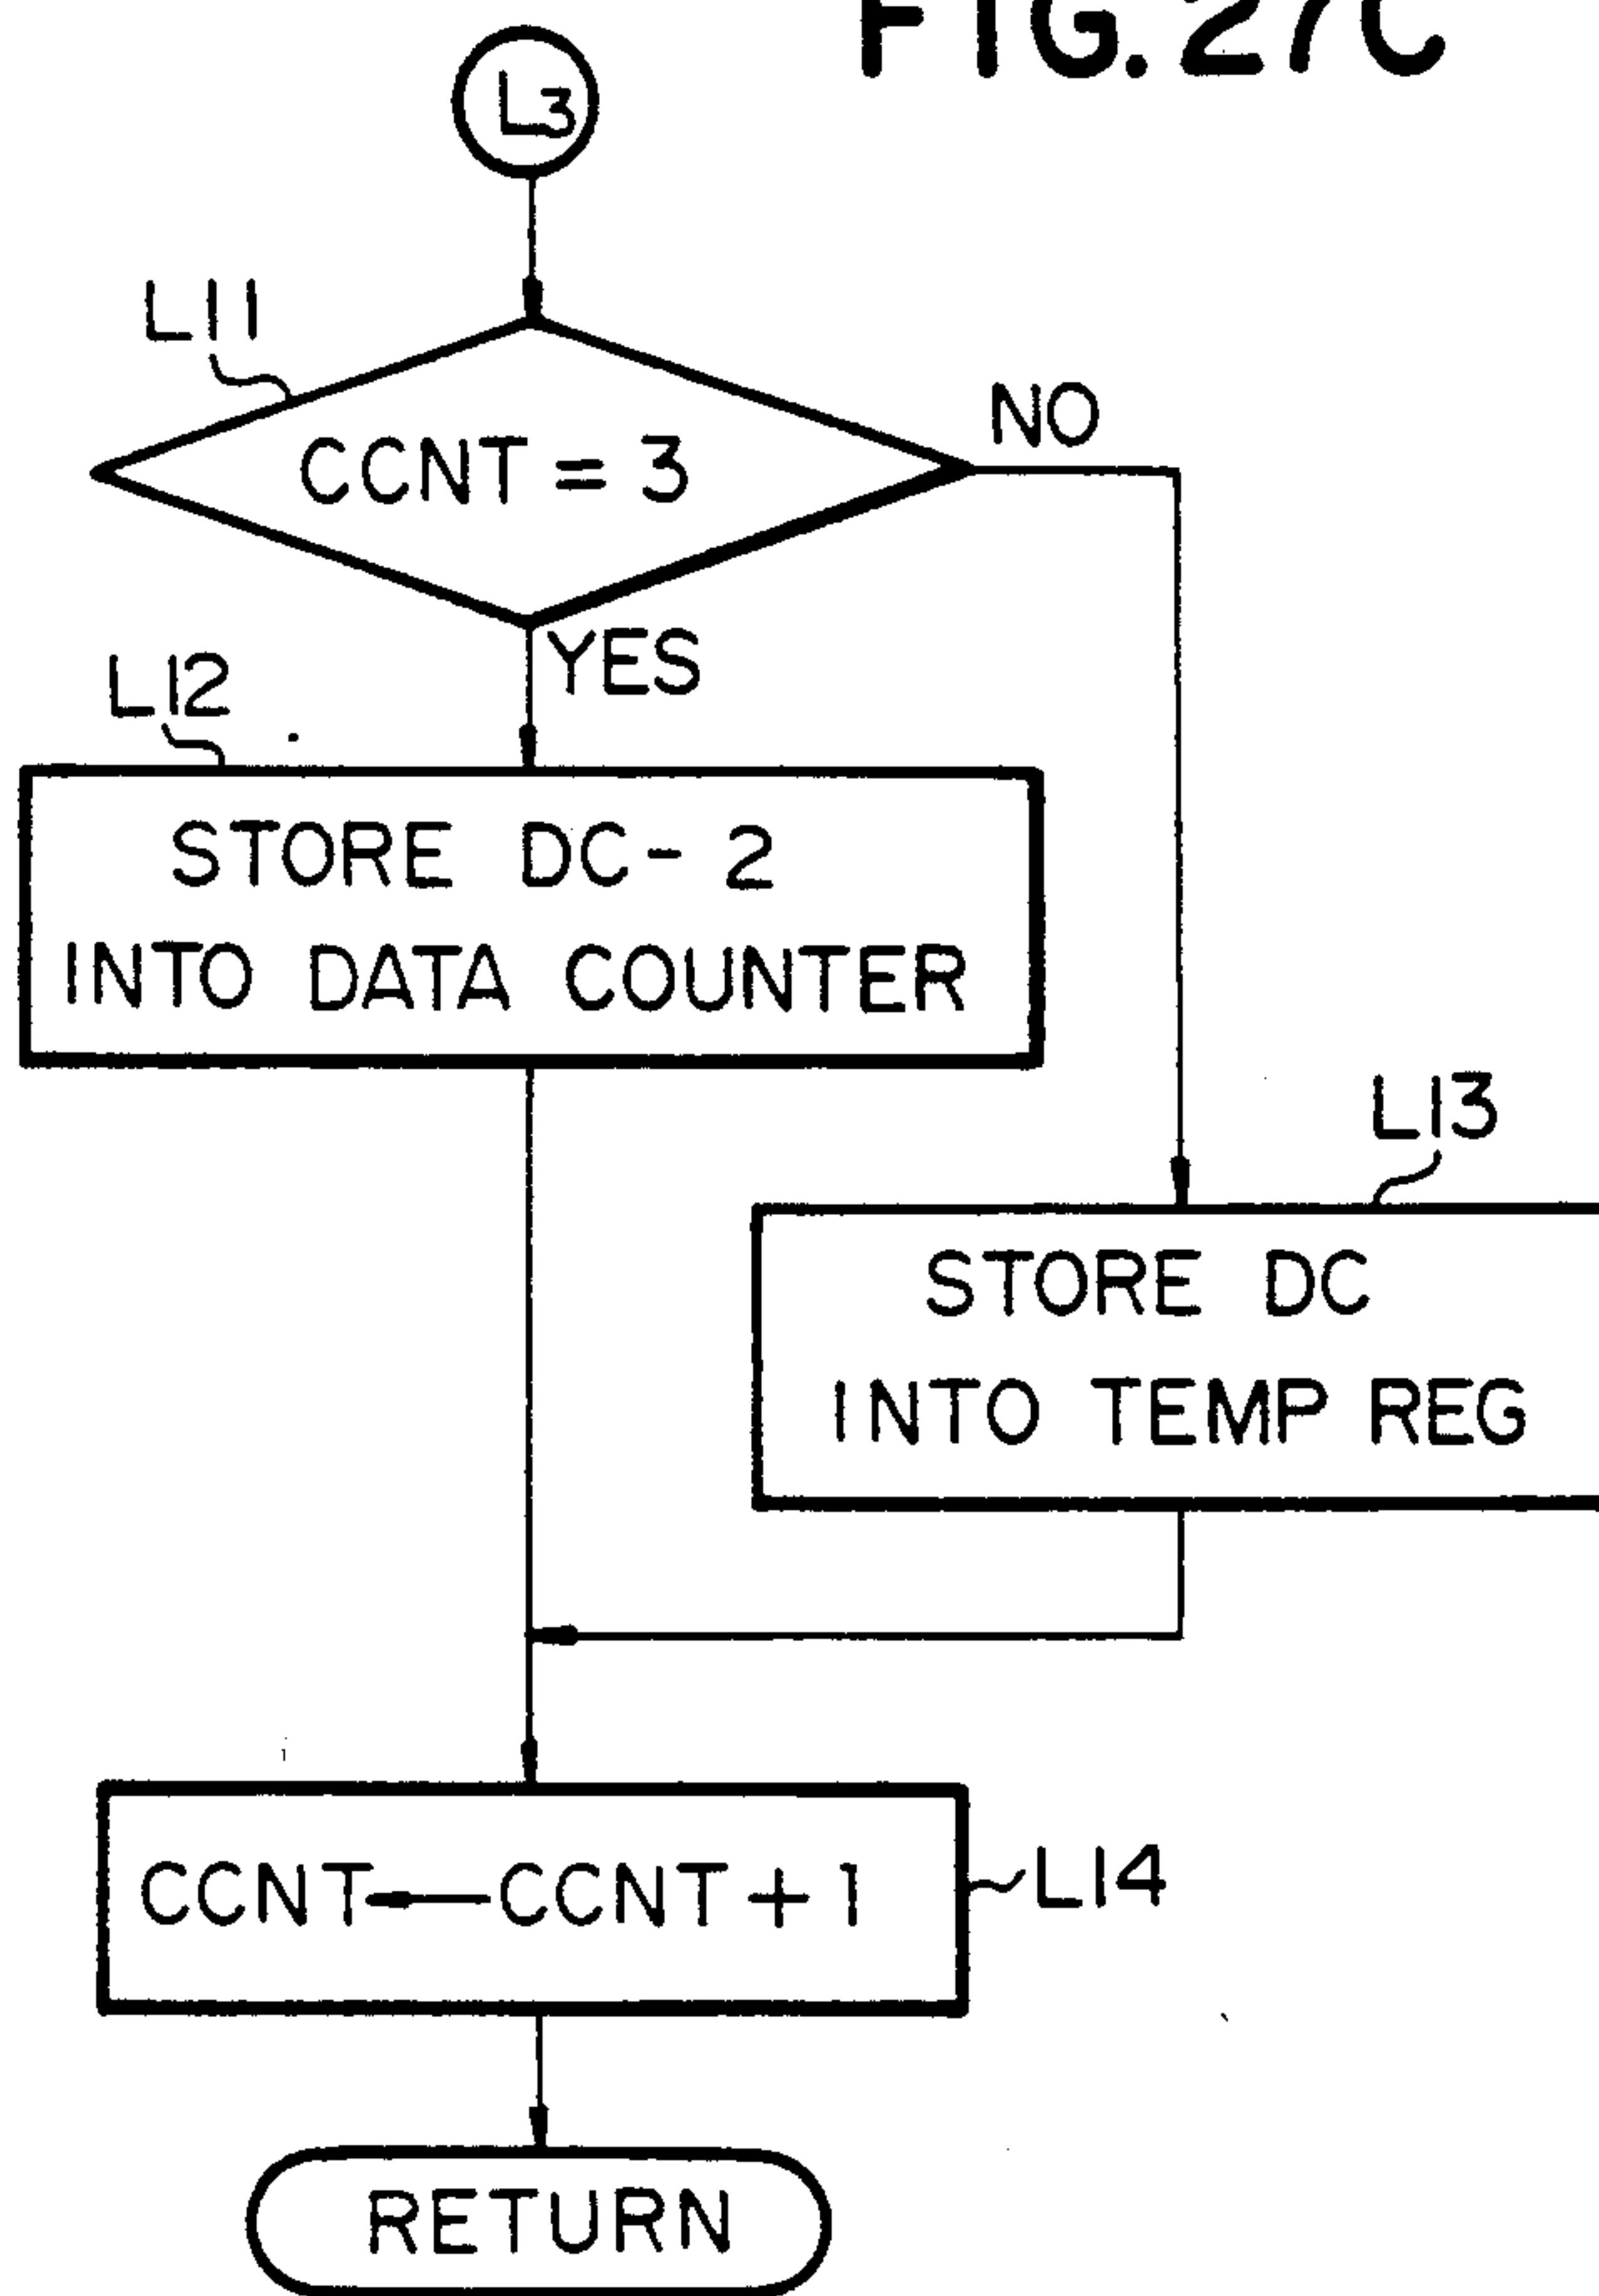 FIG. 27C
L3
L11
CCNT = 3
NO
YES
L12
STORE DC - 2
INTO DATA COUNTER
L13
STORE DC
INTO TEMP REG
CCNT ← CCNT + 1
L14
RETURN